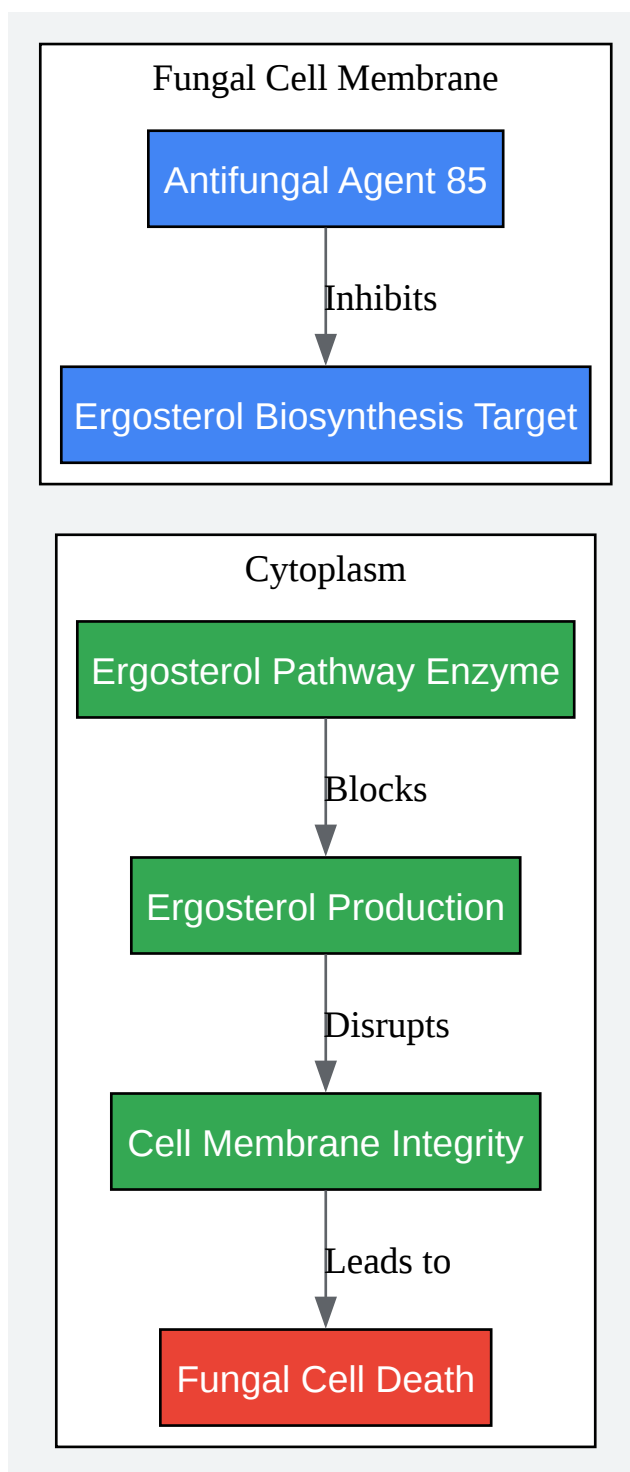 Fungal Cell Membrane
Antifungal Agent 85
Inhibits
Ergosterol Biosynthesis Target
Cytoplasm
Ergosterol Pathway Enzyme
Blocks
Ergosterol Production
Disrupts
Cell Membrane Integrity
Leads to
Fungal Cell Death